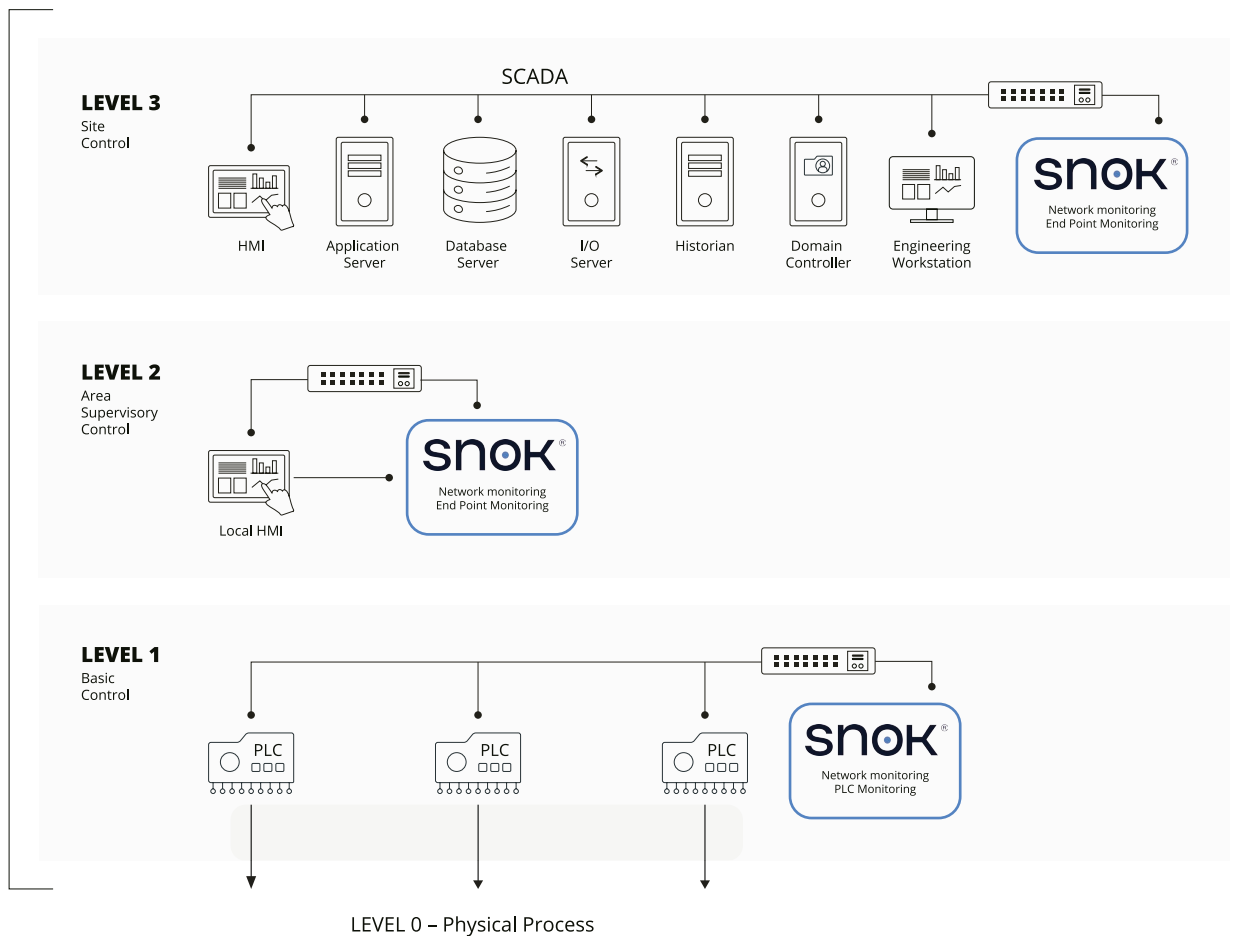 SCADA
LEVEL 3
Site
Control
HMI
Application
Server
Database
Server
I/O
Server
Historian
Domain
Controller
Engineering
Workstation
snok®
Network monitoring
End Point Monitoring
LEVEL 2
Area
Supervisory
Control
Local HMI
snok®
Network monitoring
End Point Monitoring
LEVEL 1
Basic
Control
PLC
PLC
PLC
snok®
Network monitoring
PLC Monitoring
LEVEL 0 – Physical Process